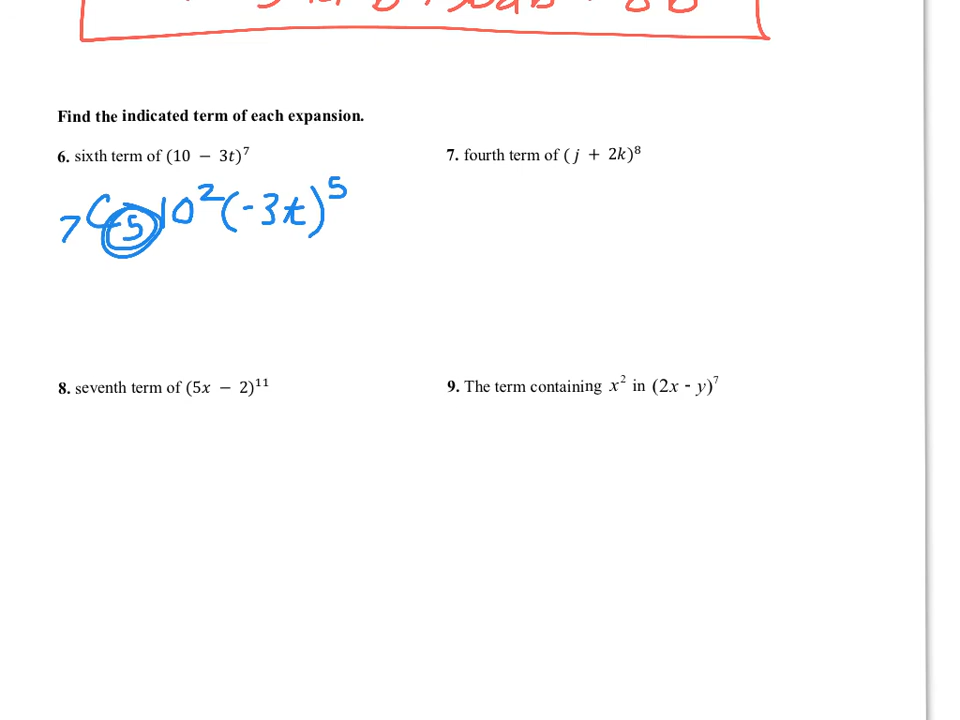 Find the indicated term of each expansion.
6. sixth term of (10 − 3t)⁷
7. fourth term of (j + 2k)⁸
7C5 10²(-3t)⁵
8. seventh term of (5x − 2)¹¹
9. The term containing x² in (2x - y)⁷